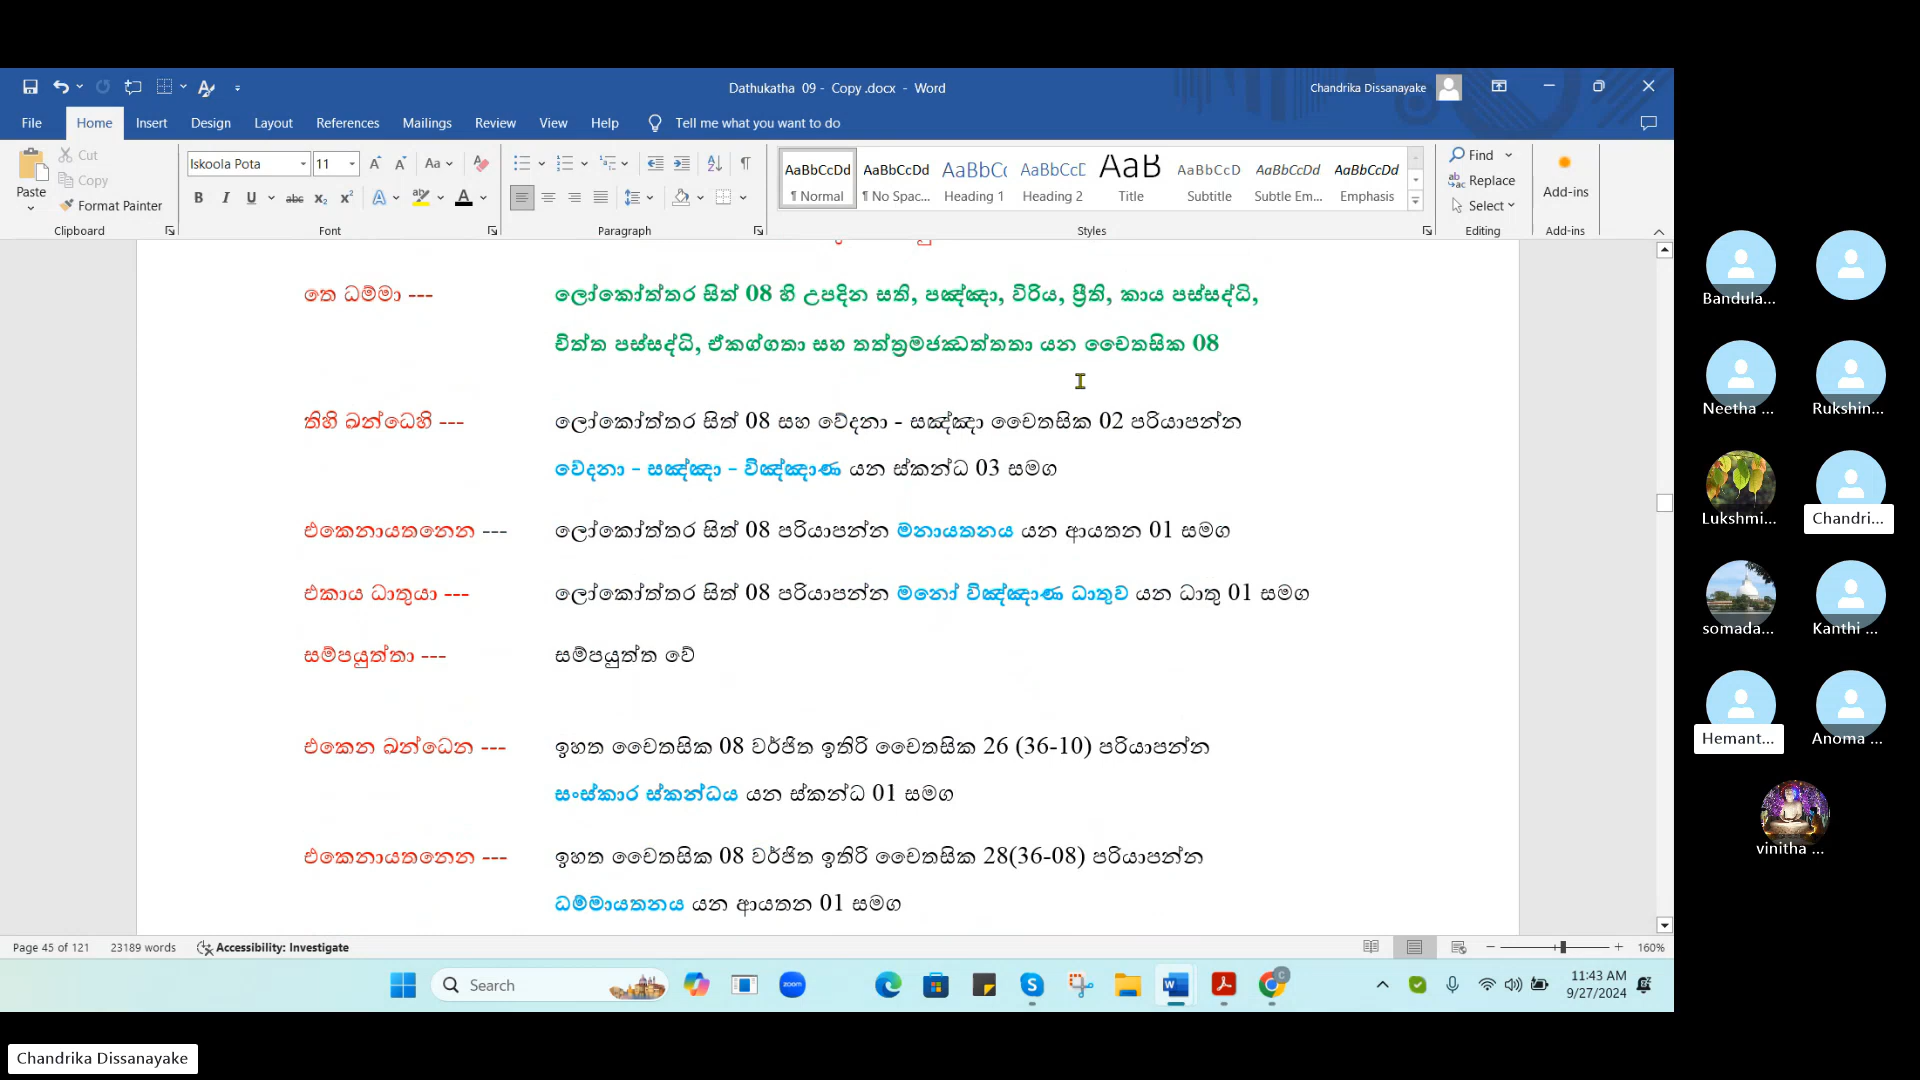 Dathukatha 09 - Copy .docx - Word
Chandrika Dissanayake
File Home Insert Design Layout References Mailings Review View Help Tell me what you want to do
Paste
Cut
Copy
Format Painter
Clipboard
Iskoola Pota 11
Font
Paragraph
AaBbCcDd AaBbCcDd AaBbCc AaBbCcD AaB AaBbCcD AaBbCcDd AaBbCcDd
¶ Normal ¶ No Spac... Heading 1 Heading 2 Title Subtitle Subtle Em... Emphasis
Styles
Find
Replace
Select
Editing
Add-ins
Add-ins
තෙ ධම්මා --- ලෝකෝත්තර සිත් 08 හි උපදින සති, පඤ්ඤා, විරිය, ප්‍රීති, කාය පස්සද්ධි,
චිත්ත පස්සද්ධි, ඒකග්ගතා සහ තත්‍රමජඣත්තතා යන චෛතසික 08
තිහි ඛන්ධෙහි --- ලෝකෝත්තර සිත් 08 සහ වේදනා - සඤ්ඤා චෛතසික 02 පරියාපන්න
වේදනා - සඤ්ඤා - විඤ්ඤාණ යන ස්කන්ධ 03 සමග
එකෙනායතනෙන --- ලෝකෝත්තර සිත් 08 පරියාපන්න මනායතනය යන ආයතන 01 සමග
එකාය ධාතුයා --- ලෝකෝත්තර සිත් 08 පරියාපන්න මනෝ විඤ්ඤාණ ධාතුව යන ධාතු 01 සමග
සම්පයුත්තා --- සම්පයුත්ත වේ
එකෙන ඛන්ධෙන --- ඉහත චෛතසික 08 වර්ජිත ඉතිරි චෛතසික 26 (36-10) පරියාපන්න
සංස්කාර ස්කන්ධය යන ස්කන්ධ 01 සමග
එකෙනායතනෙන --- ඉහත චෛතසික 08 වර්ජිත ඉතිරි චෛතසික 28(36-08) පරියාපන්න
ධම්මායතනය යන ආයතන 01 සමග
Page 45 of 121 23189 words Accessibility: Investigate 160%
Search
zoom
11:43 AM
9/27/2024
Bandula...
Neetha ... Rukshin...
Lukshmi... Chandri...
somada... Kanthi ...
Hemant... Anoma ...
vinitha ...
Chandrika Dissanayake